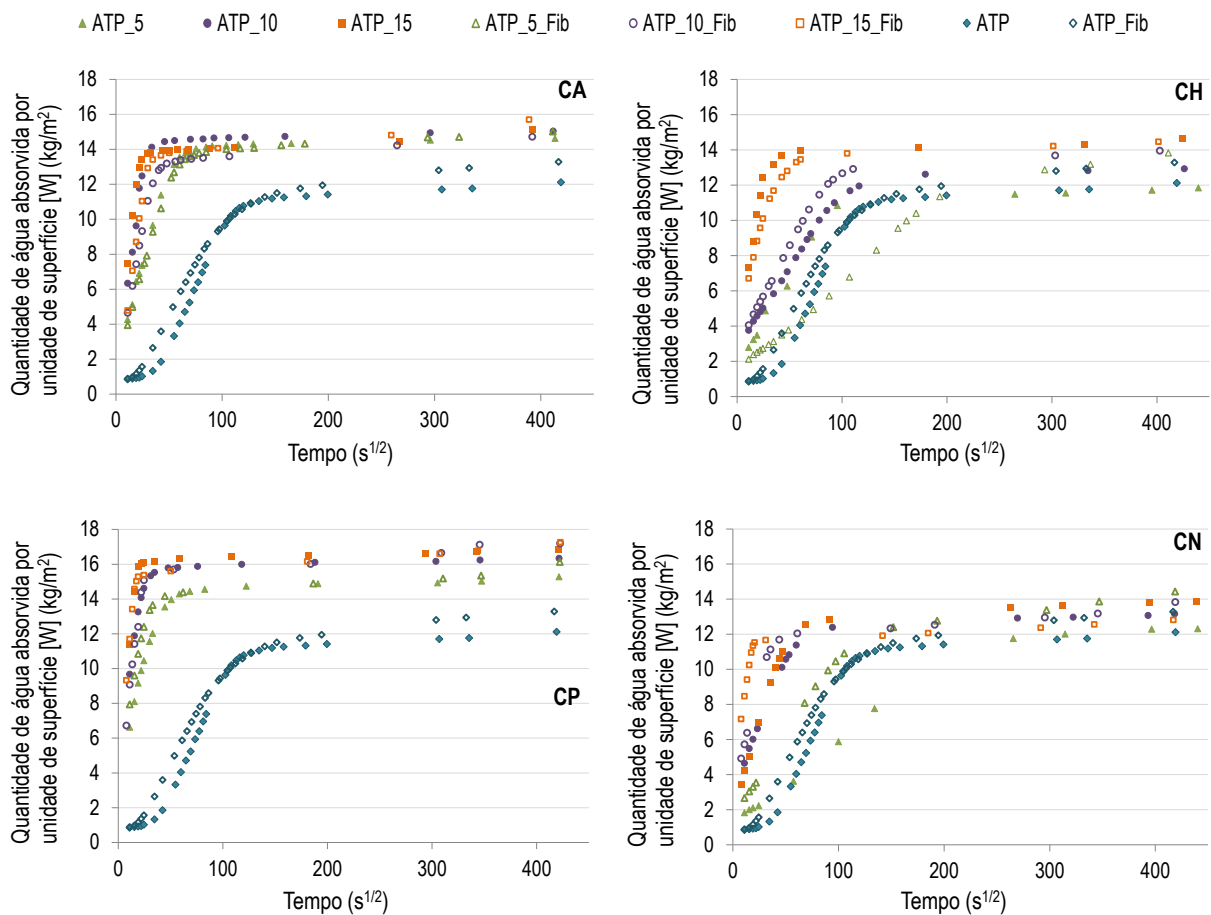 ATP_5 ATP_10 ATP_15 ATP_5_Fib ATP_10_Fib ATP_15_Fib ATP ATP_Fib
Quantidade de água absorvida por
unidade de superfície [W] (kg/m²)
18
16
14
12
10
8
6
4
2
0
CA
0 100 200 300 400
Tempo (s^1/2)
Quantidade de água absorvida por
unidade de superfície [W] (kg/m²)
18
16
14
12
10
8
6
4
2
0
CH
0 100 200 300 400
Tempo (s^1/2)
Quantidade de água absorvida por
unidade de superfície [W] (kg/m²)
18
16
14
12
10
8
6
4
2
0
CP
0 100 200 300 400
Tempo (s^1/2)
Quantidade de água absorvida por
unidade de superfície [W] (kg/m²)
18
16
14
12
10
8
6
4
2
0
CN
0 100 200 300 400
Tempo (s^1/2)